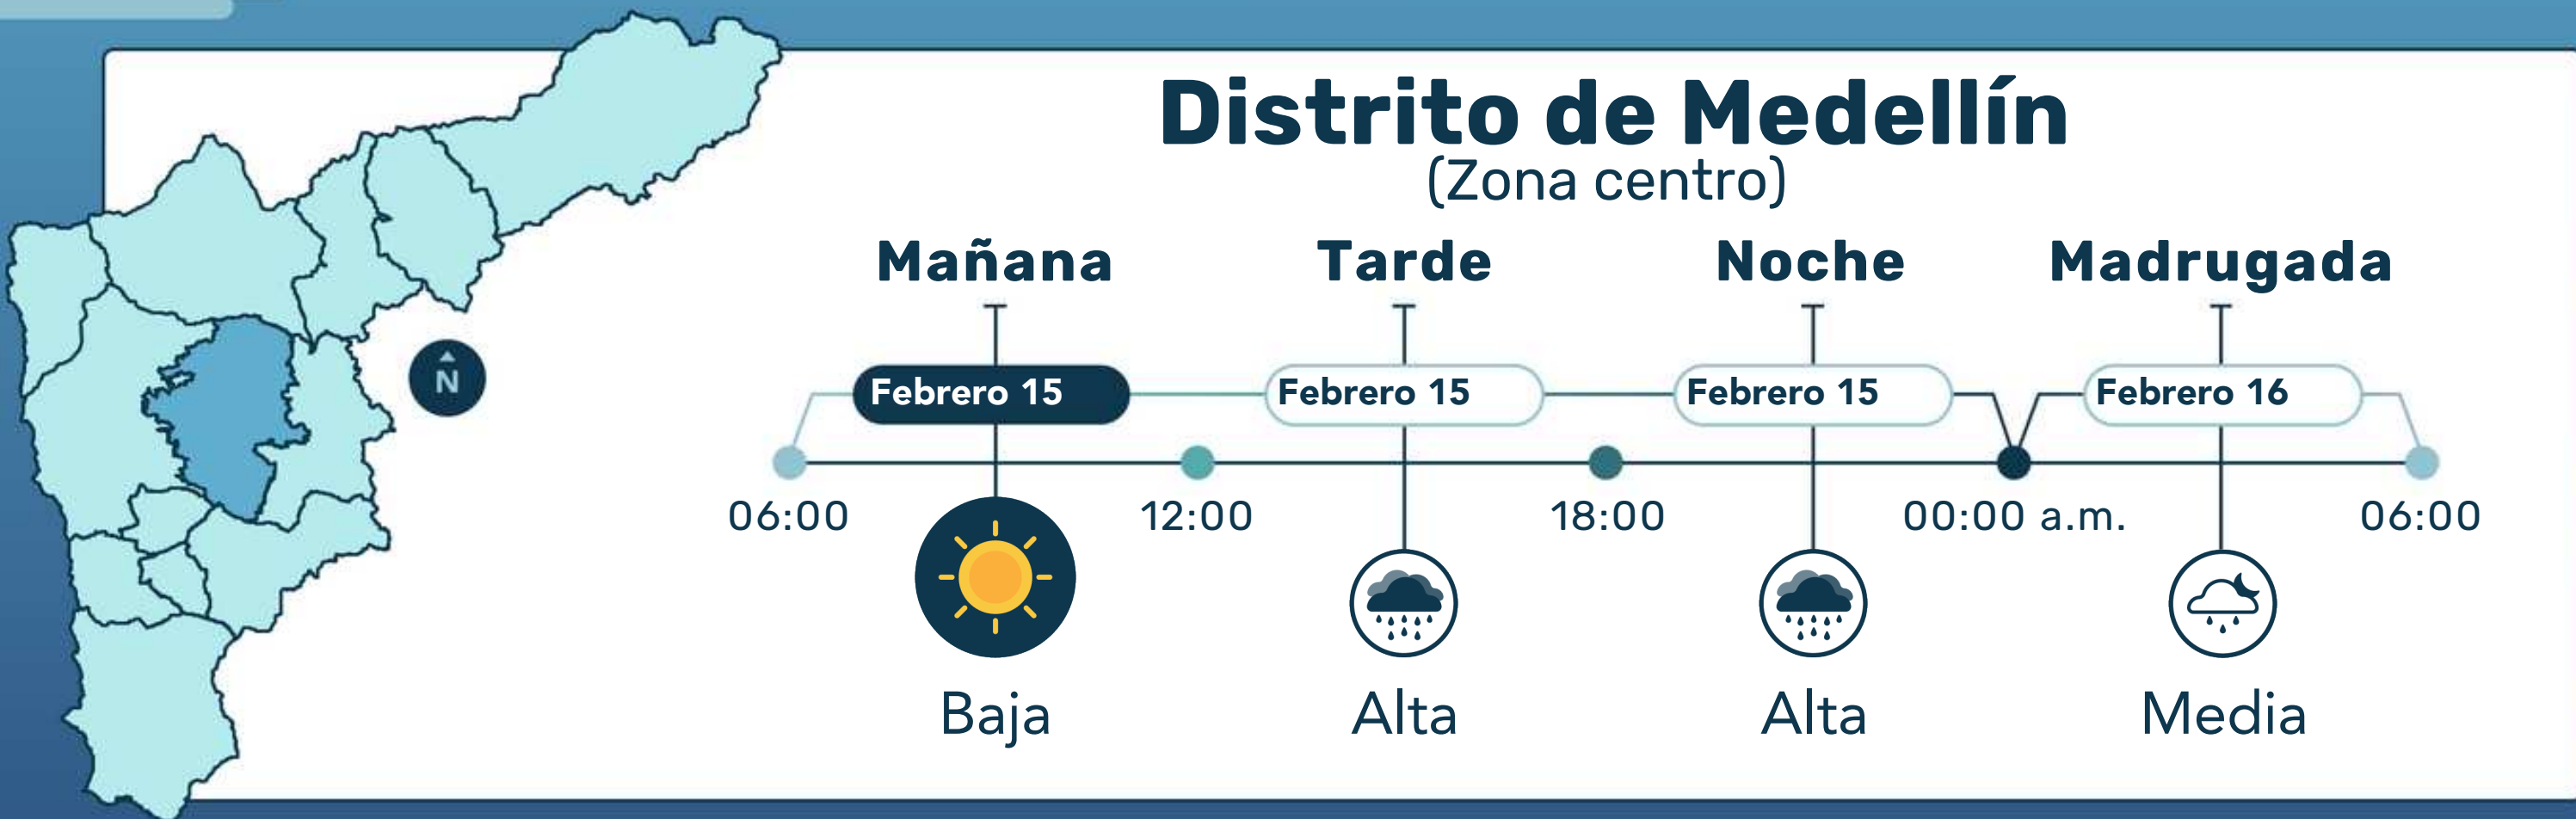 Distrito de Medellín
(Zona centro)
Mañana Tarde Noche Madrugada
N
Febrero 15 Febrero 15 Febrero 15 Febrero 16
06:00 12:00 18:00 00:00 a.m. 06:00
Baja Alta Alta Media